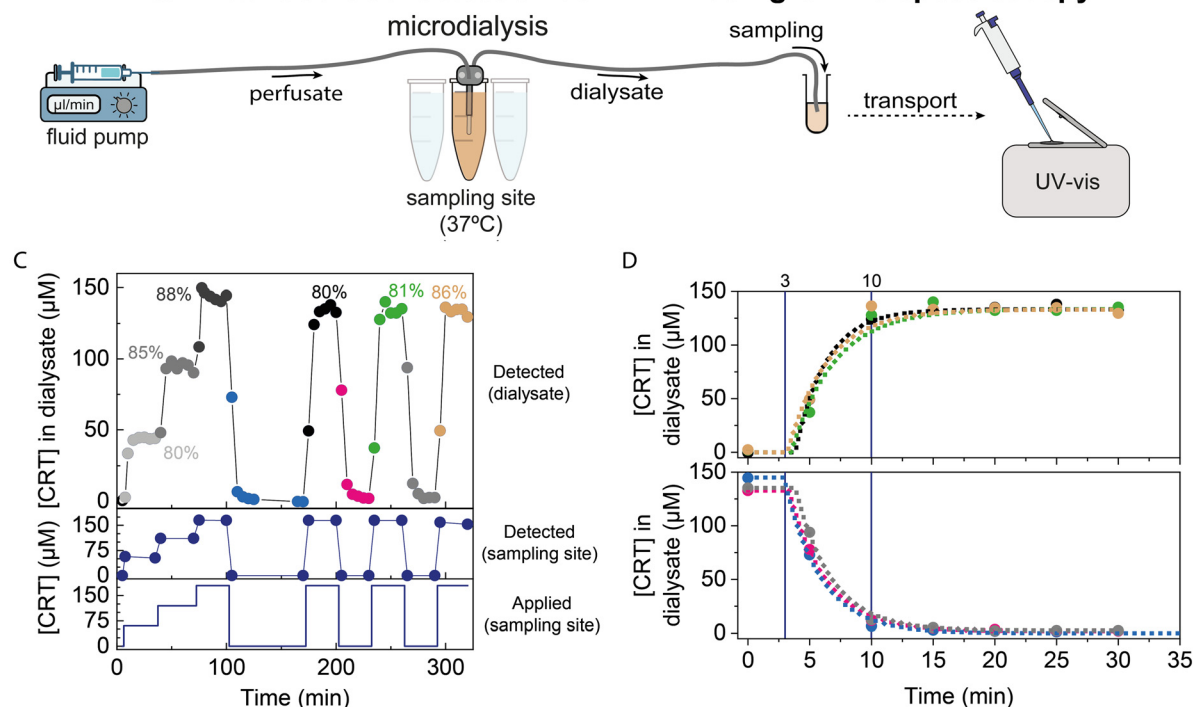 microdialysis
sampling
perfusate
dialysate
transport
µl/min
fluid pump
UV-vis
sampling site
(37ºC)
C
[CRT] in dialysate (µM)
150
100
50
0
88%
85%
80%
80%
81%
86%
Detected
(dialysate)
[CRT] (µM)
150
75
0
Detected
(sampling site)
150
75
0
Applied
(sampling site)
0
100
200
300
Time (min)
D
3
10
[CRT] in
dialysate (µM)
150
100
50
0
[CRT] in
dialysate (µM)
150
100
50
0
0
5
10
15
20
25
30
35
Time (min)